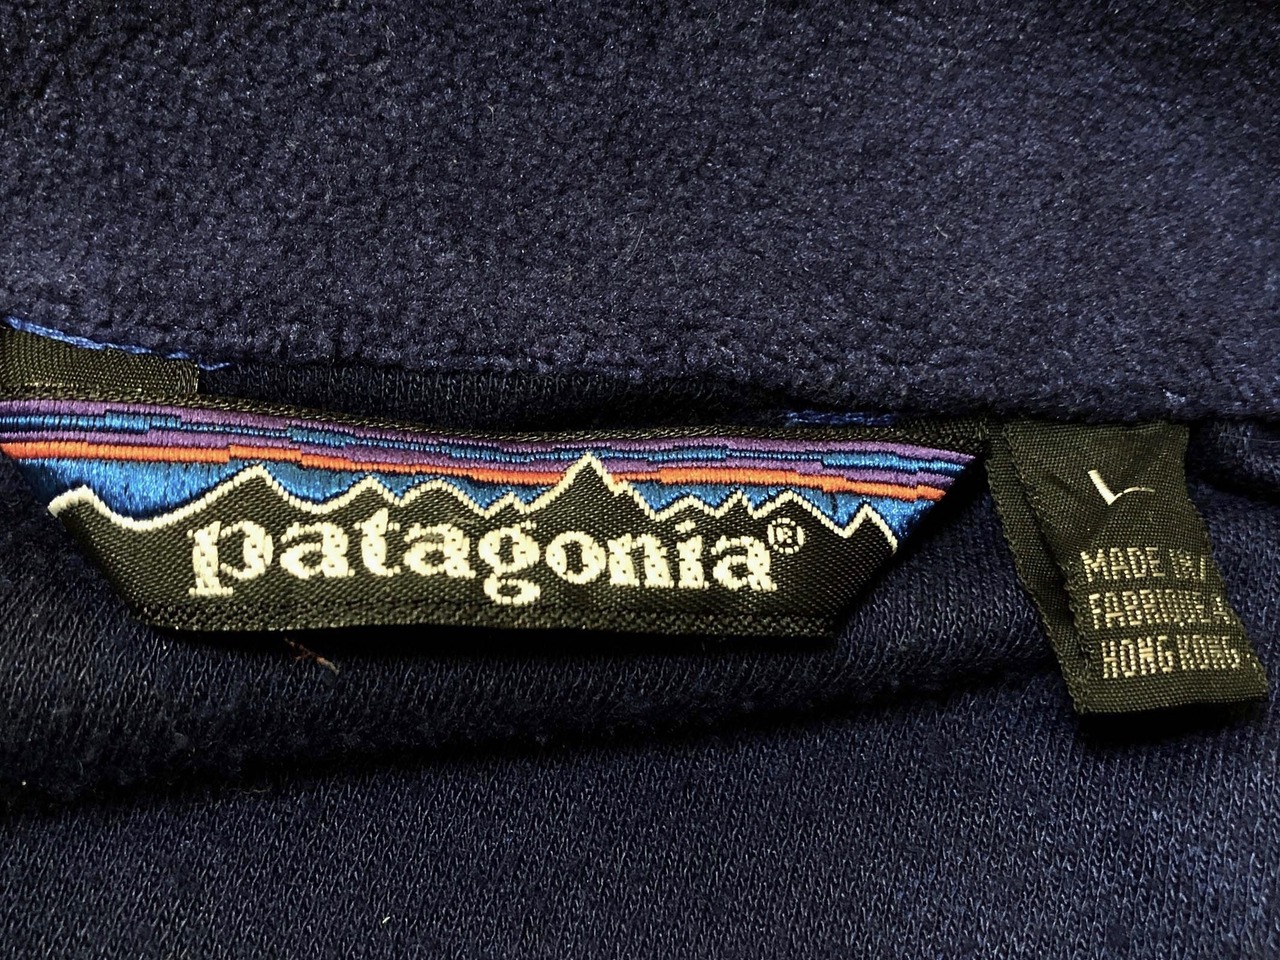 patagonia®
L
MADE IN/
FABRIQUE A
HONG KONG